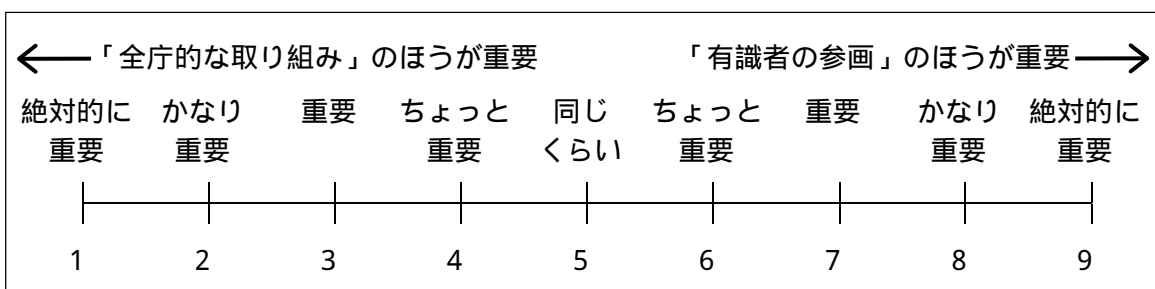 「全庁的な取り組み」のほうが重要 「有識者の参画」のほうが重要
絶対的に かなり 重要 ちょっと 同じ ちょっと 重要 かなり 絶対的に
重要 重要 重要 くらい 重要 重要 重要
1 2 3 4 5 6 7 8 9